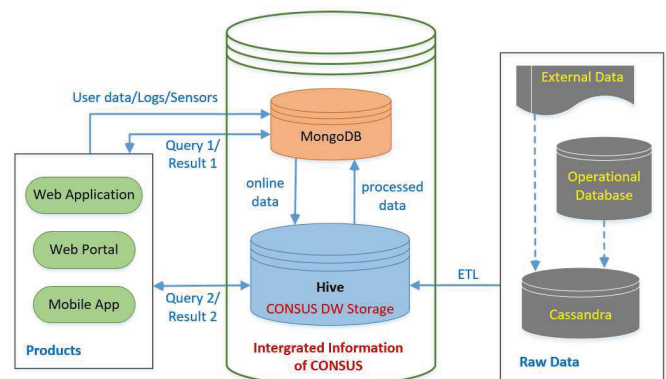 User data/Logs/Sensors
Query 1/
Result 1
Web Application
Web Portal
Mobile App
Products
Query 2/
Result 2
MongoDB
online
data
processed
data
Hive
CONSUS DW Storage
Intergrated Information
of CONSUS
ETL
External Data
Operational
Database
Cassandra
Raw Data